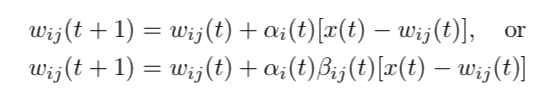 w_{ij}(t + 1) = w_{ij}(t) + α_i(t)[x(t) − w_{ij}(t)],   or
w_{ij}(t + 1) = w_{ij}(t) + α_i(t)β_{ij}(t)[x(t) − w_{ij}(t)]